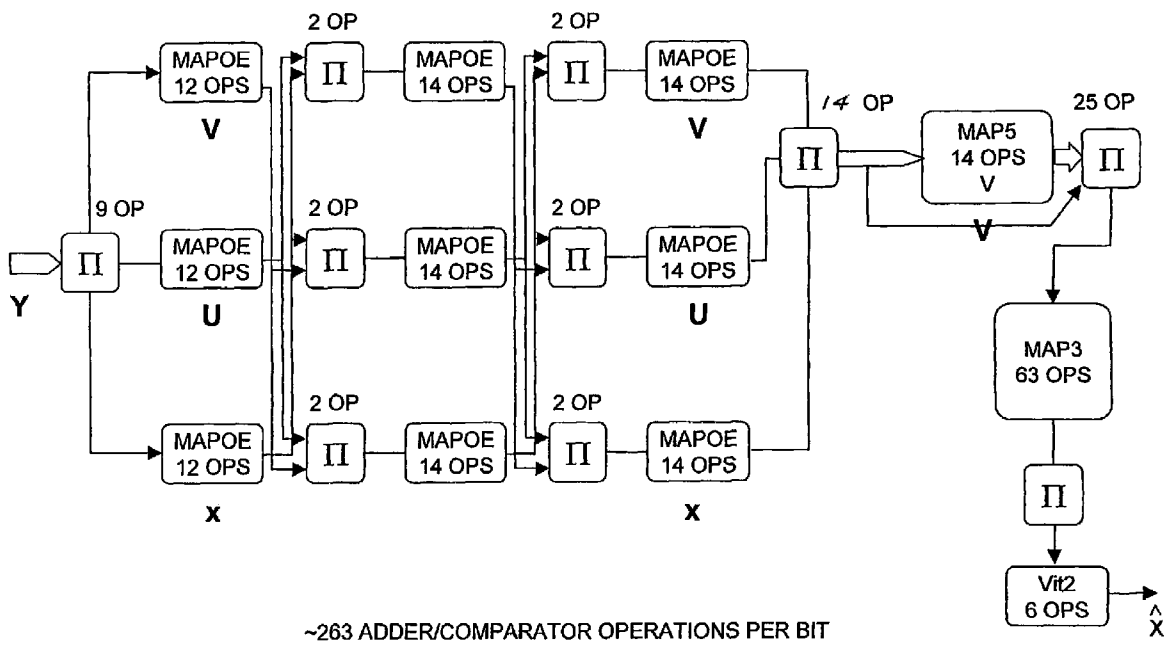 2 OP
2 OP
MAPOE
12 OPS
V
Π
MAPOE
14 OPS
Π
MAPOE
14 OPS
V
14 OP
25 OP
Π
MAP5
14 OPS
V
Π
V
9 OP
Π
Y
MAPOE
12 OPS
U
2 OP
Π
MAPOE
14 OPS
2 OP
Π
MAPOE
14 OPS
U
MAP3
63 OPS
2 OP
2 OP
MAPOE
12 OPS
x
Π
MAPOE
14 OPS
Π
MAPOE
14 OPS
x
Π
Vit2
6 OPS
X̂
~263 ADDER/COMPARATOR OPERATIONS PER BIT